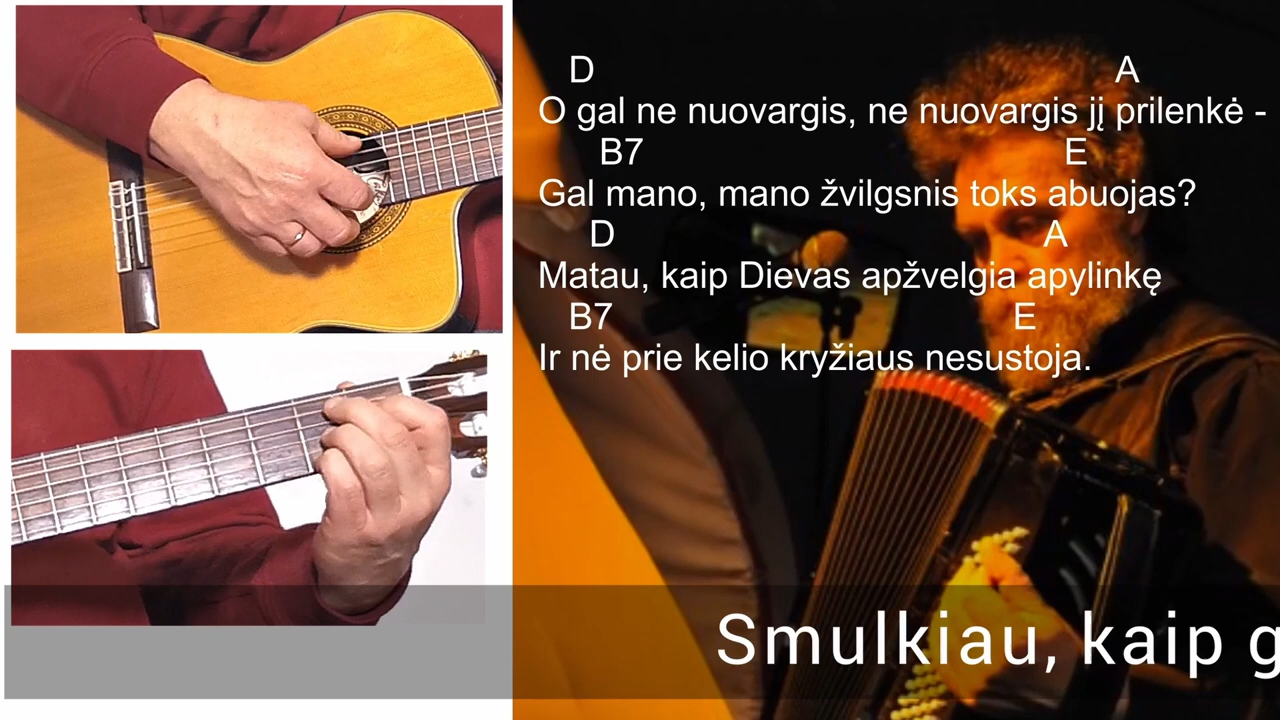 D A
O gal ne nuovargis, ne nuovargis jį prilenkė -
B7 E
Gal mano, mano žvilgsnis toks abuojas?
D A
Matau, kaip Dievas apžvelgia apylinkę
B7 E
Ir nė prie kelio kryžiaus nesustoja.
Smulkiau, kaip g